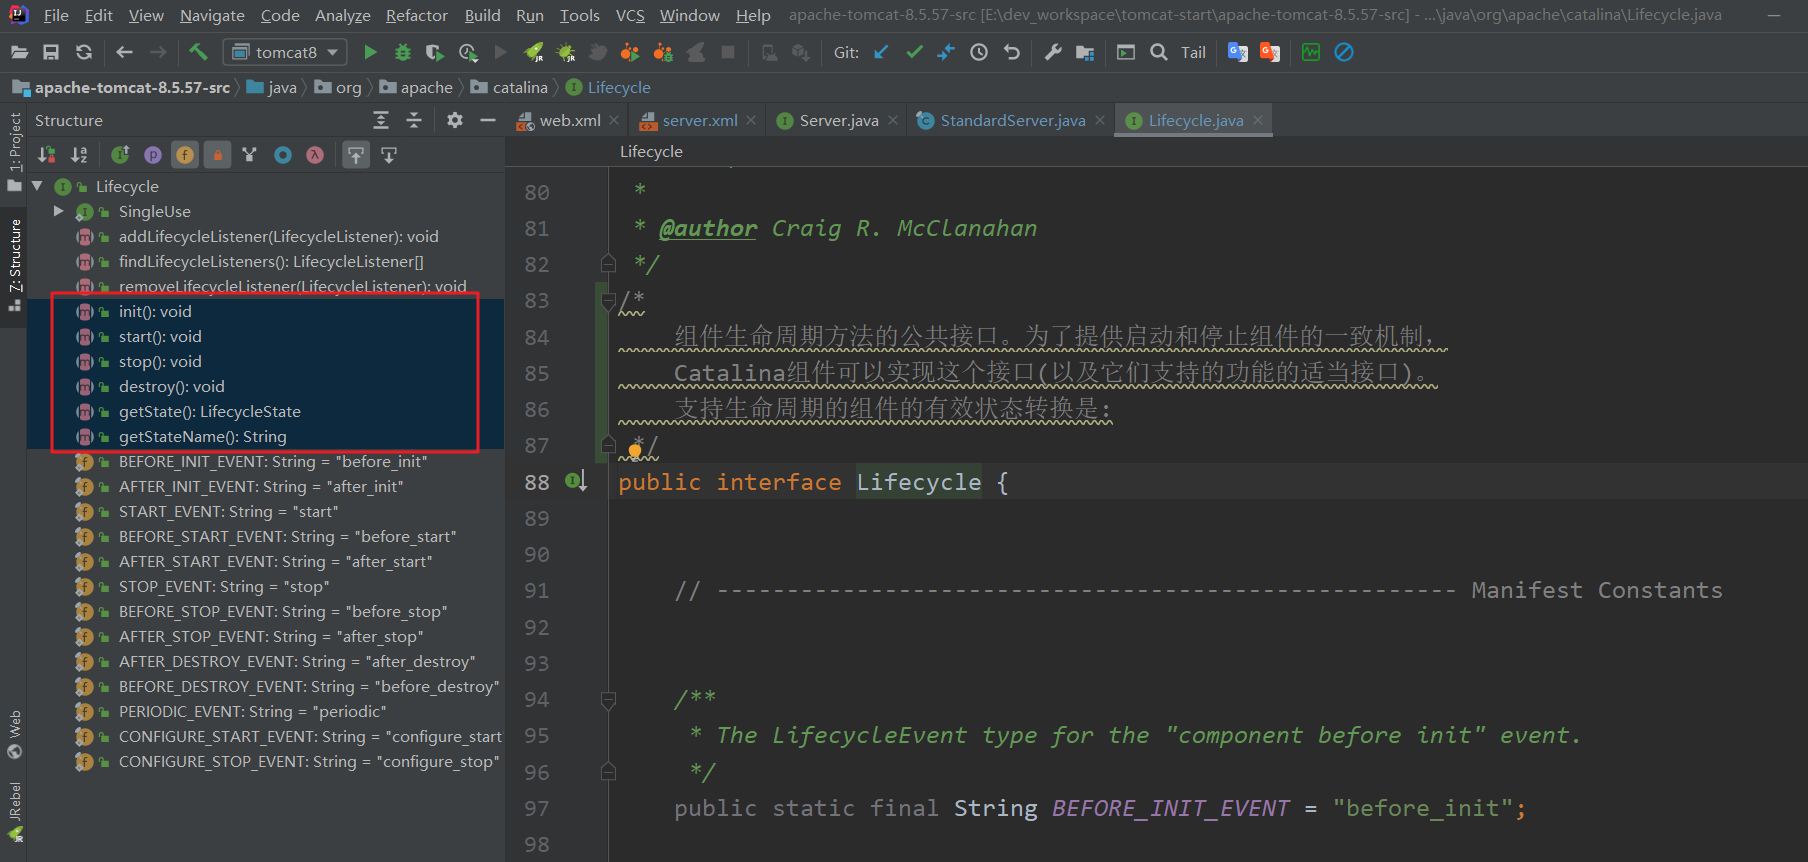 File Edit View Navigate Code Analyze Refactor Build Run Tools VCS Window Help apache-tomcat-8.5.57-src [E:\dev_workspace\tomcat-start\apache-tomcat-8.5.57-src] - ...\java\org\apache\catalina\Lifecycle.java
tomcat8 Git: Tail
apache-tomcat-8.5.57-src java org apache catalina Lifecycle
1: Project
7: Structure
Web
JRebel
Structure
Lifecycle
SingleUse
addLifecycleListener(LifecycleListener): void
findLifecycleListeners(): LifecycleListener[]
removeLifecycleListener(LifecycleListener): void
init(): void
start(): void
stop(): void
destroy(): void
getState(): LifecycleState
getStateName(): String
BEFORE_INIT_EVENT: String = "before_init"
AFTER_INIT_EVENT: String = "after_init"
START_EVENT: String = "start"
BEFORE_START_EVENT: String = "before_start"
AFTER_START_EVENT: String = "after_start"
STOP_EVENT: String = "stop"
BEFORE_STOP_EVENT: String = "before_stop"
AFTER_STOP_EVENT: String = "after_stop"
AFTER_DESTROY_EVENT: String = "after_destroy"
BEFORE_DESTROY_EVENT: String = "before_destroy"
PERIODIC_EVENT: String = "periodic"
CONFIGURE_START_EVENT: String = "configure_start
CONFIGURE_STOP_EVENT: String = "configure_stop"
web.xml server.xml Server.java StandardServer.java Lifecycle.java
Lifecycle
80 *
81 * @author Craig R. McClanahan
82 */
83 /*
84 组件生命周期方法的公共接口。为了提供启动和停止组件的一致机制，
85 Catalina组件可以实现这个接口(以及它们支持的功能的适当接口)。
86 支持生命周期的组件的有效状态转换是:
87 */
88 public interface Lifecycle {
89
90
91 // ----------------------------------------------------- Manifest Constants
92
93
94 /**
95 * The LifecycleEvent type for the "component before init" event.
96 */
97 public static final String BEFORE_INIT_EVENT = "before_init";
98